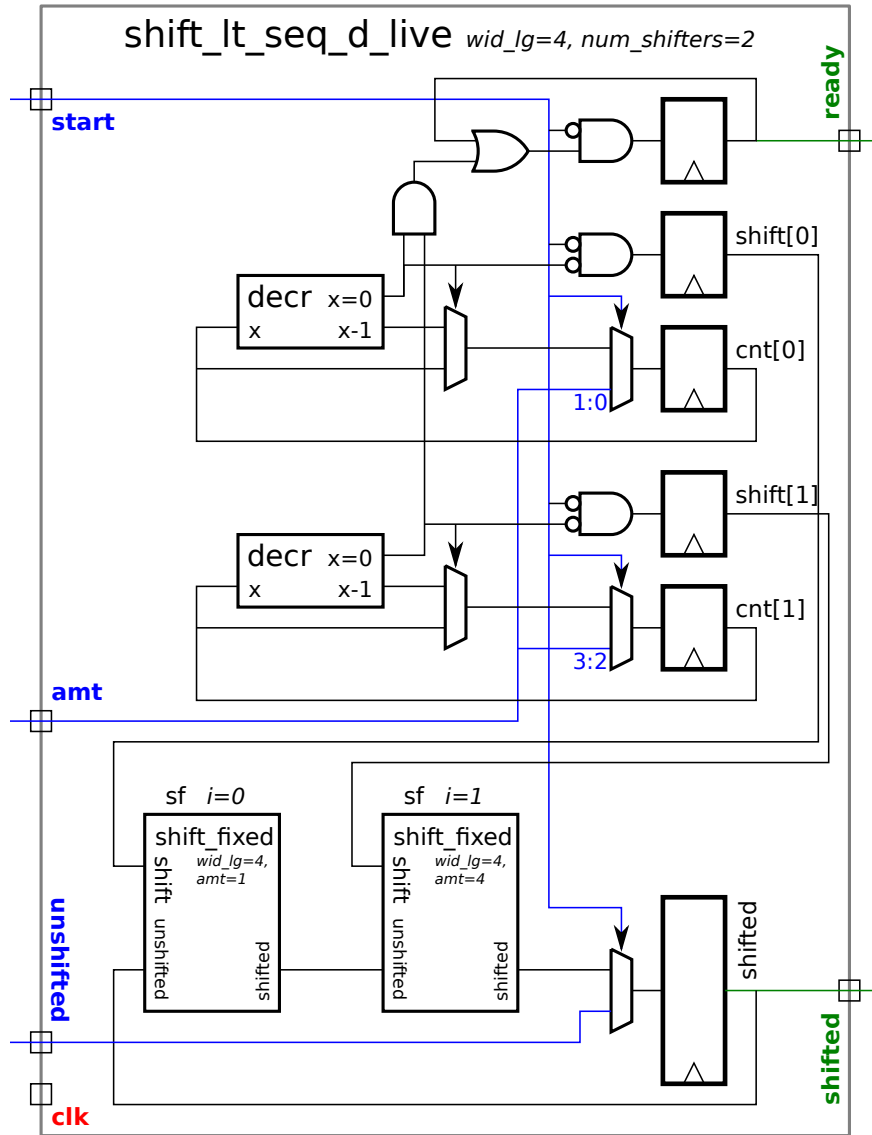 shift_lt_seq_d_live wid_lg=4, num_shifters=2
ready
start
shift[0]
decr x=0
x x-1
cnt[0]
1:0
shift[1]
decr x=0
x x-1
cnt[1]
3:2
amt
sf i=0
sf i=1
shift_fixed
wid_lg=4,
amt=1
shift
unshifted
shifted
shift_fixed
wid_lg=4,
amt=4
shift
unshifted
shifted
shifted
unshifted
shifted
clk